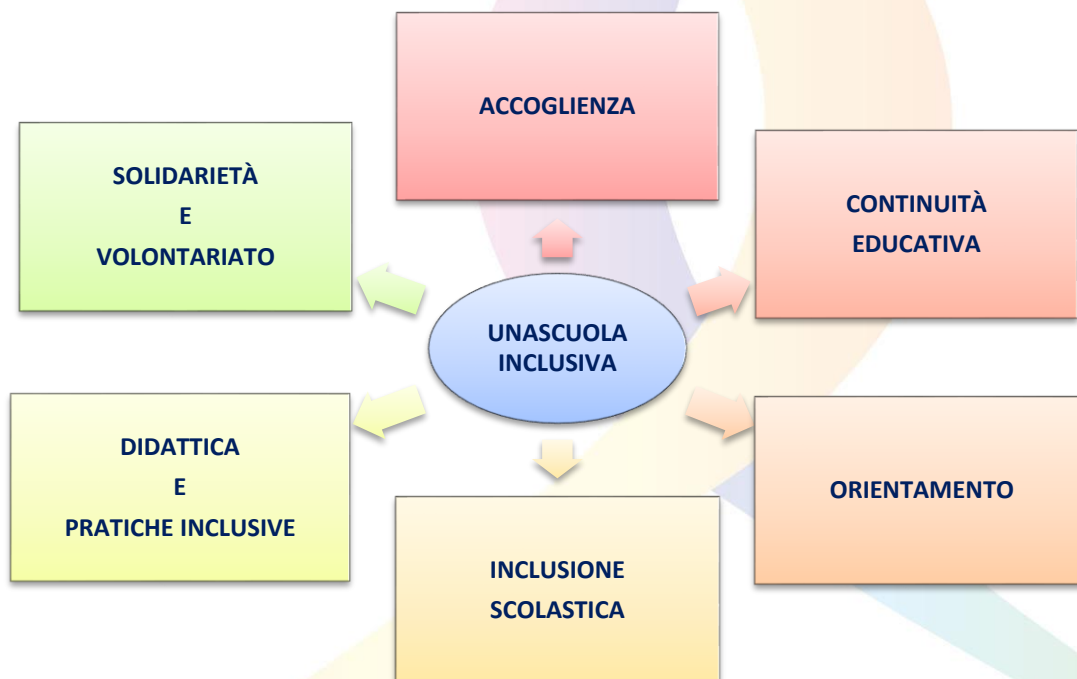 ACCOGLIENZA
SOLIDARIETÀ
E
VOLONTARIATO
CONTINUITÀ
EDUCATIVA
UNASCUOLA
INCLUSIVA
DIDATTICA
E
PRATICHE INCLUSIVE
ORIENTAMENTO
INCLUSIONE
SCOLASTICA